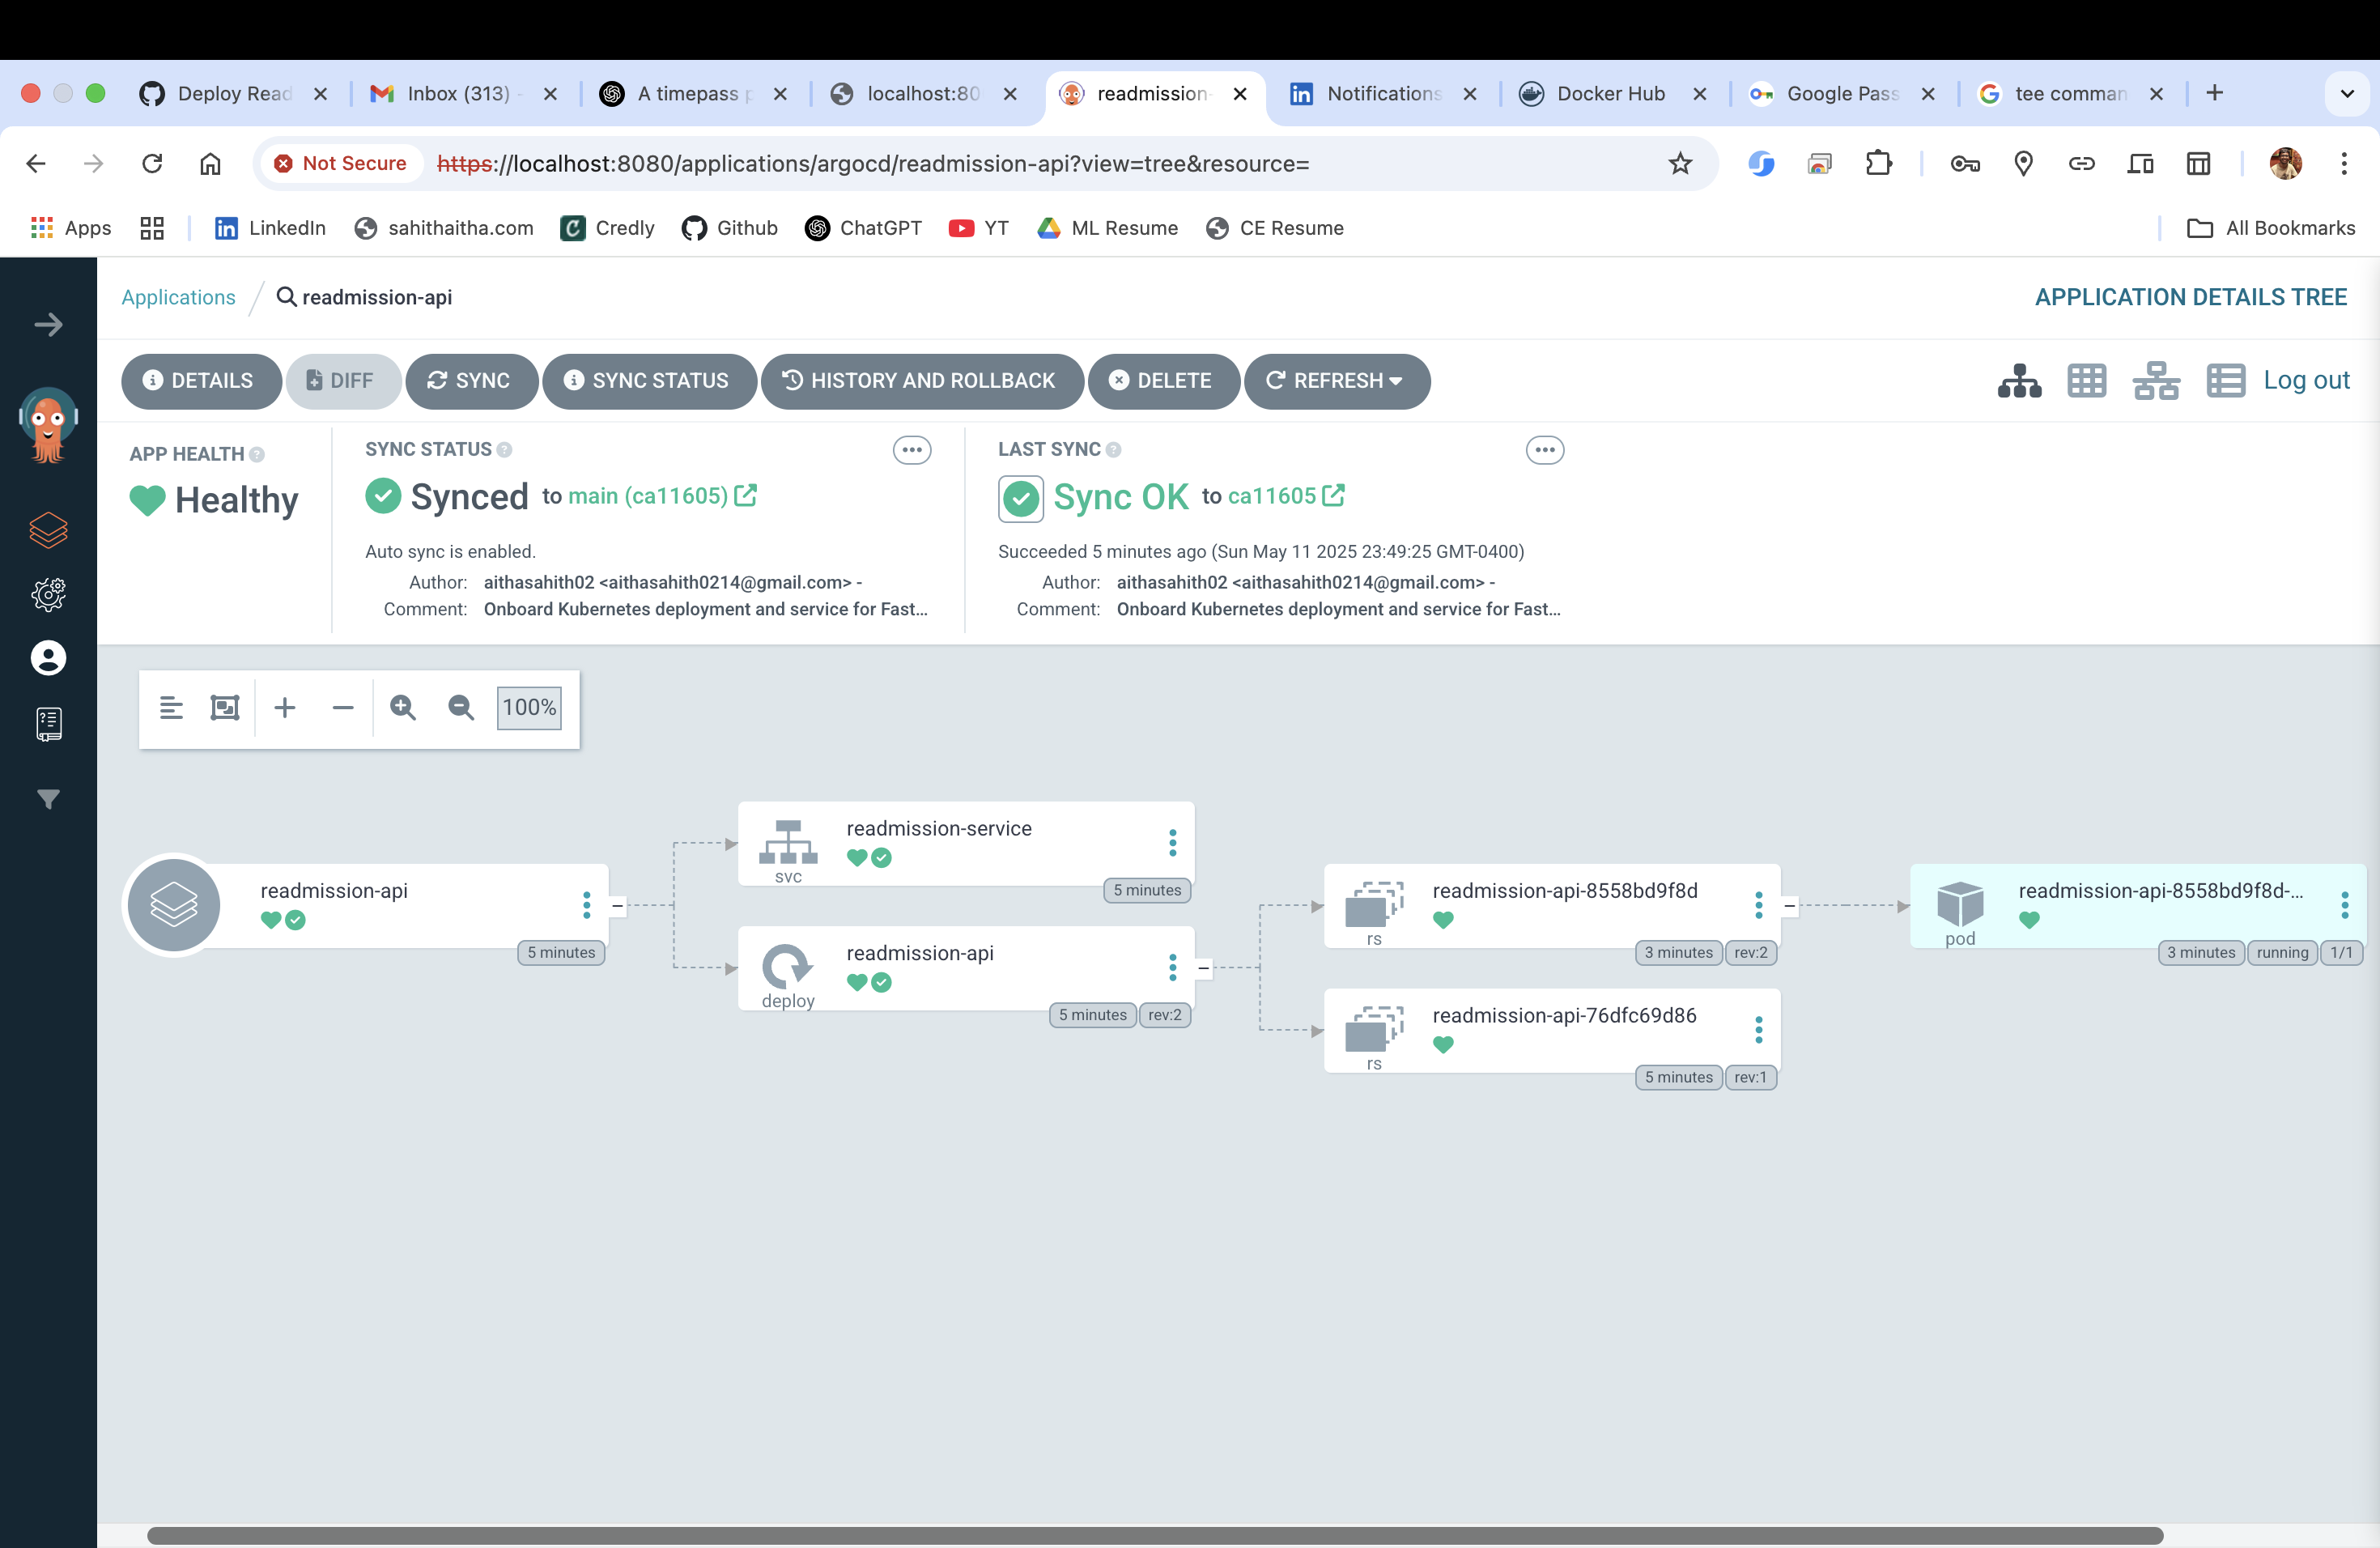 Deploy Read
Inbox (313) -
A timepass p
localhost:80
readmission-
Notifications
Docker Hub
Google Pass
tee comman
Not Secure https://localhost:8080/applications/argocd/readmission-api?view=tree&resource=
Apps LinkedIn sahithaitha.com Credly Github ChatGPT YT ML Resume CE Resume All Bookmarks
Applications / readmission-api APPLICATION DETAILS TREE
DETAILS DIFF SYNC SYNC STATUS HISTORY AND ROLLBACK DELETE REFRESH Log out
APP HEALTH
Healthy
SYNC STATUS
Synced to main (ca11605)
Auto sync is enabled.
Author: aithasahith02 <aithasahith0214@gmail.com> -
Comment: Onboard Kubernetes deployment and service for Fast...
LAST SYNC
Sync OK to ca11605
Succeeded 5 minutes ago (Sun May 11 2025 23:49:25 GMT-0400)
Author: aithasahith02 <aithasahith0214@gmail.com> -
Comment: Onboard Kubernetes deployment and service for Fast...
100%
readmission-api
5 minutes
readmission-service
svc
5 minutes
readmission-api
deploy
5 minutes rev:2
readmission-api-8558bd9f8d
rs
3 minutes rev:2
readmission-api-76dfc69d86
rs
5 minutes rev:1
readmission-api-8558bd9f8d-...
pod
3 minutes running 1/1